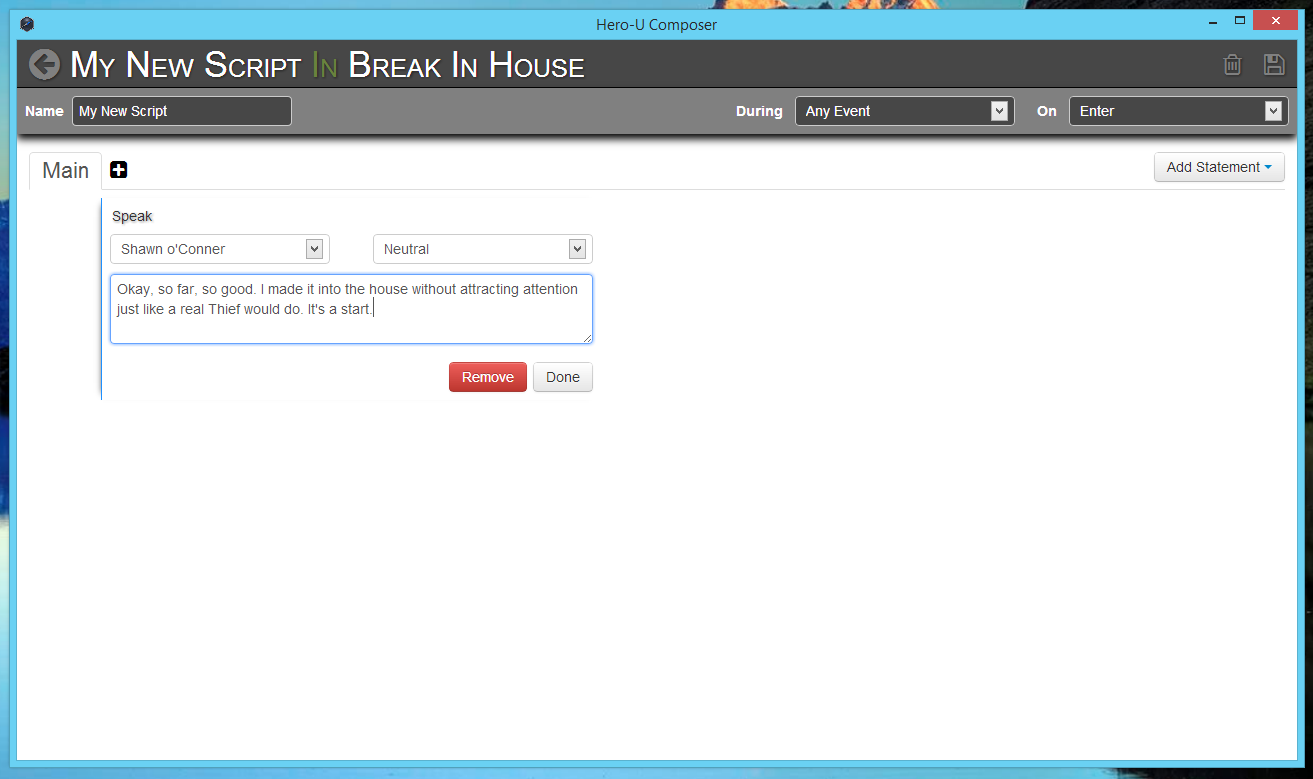 Hero-U Composer
My New Script In Break In House
Name My New Script During Any Event On Enter
Main Add Statement
Speak
Shawn o'Conner Neutral
Okay, so far, so good. I made it into the house without attracting attention
just like a real Thief would do. It's a start.
Remove Done